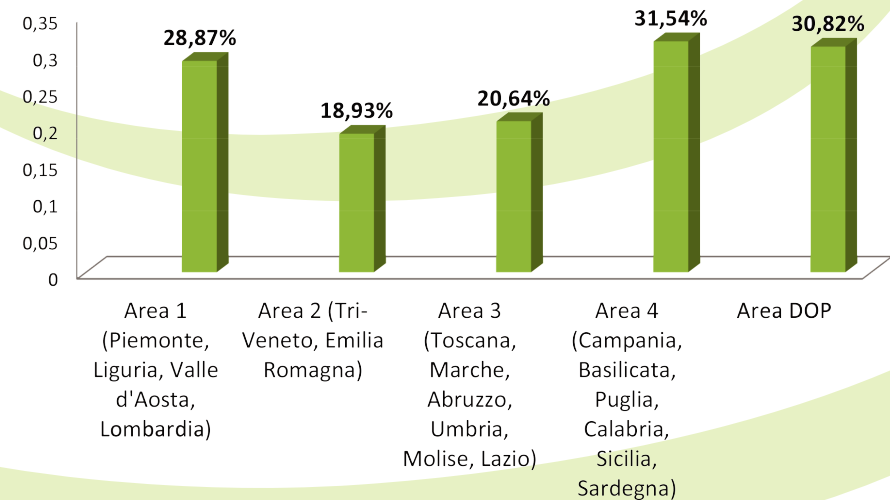 0,35
0,3
0,25
0,2
0,15
0,1
0,05
0
28,87%
18,93%
20,64%
31,54%
30,82%
Area 1
(Piemonte,
Liguria, Valle
d'Aosta,
Lombardia)
Area 2 (Tri-
Veneto, Emilia
Romagna)
Area 3
(Toscana,
Marche,
Abruzzo,
Umbria,
Molise, Lazio)
Area 4
(Campania,
Basilicata,
Puglia,
Calabria,
Sicilia,
Sardegna)
Area DOP